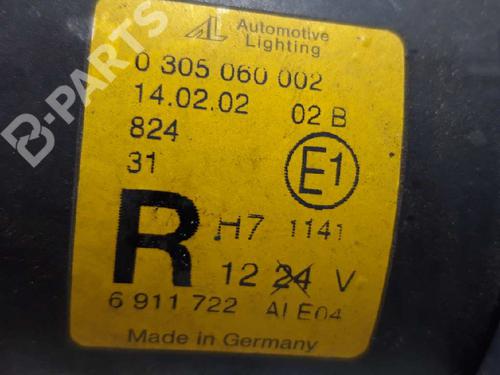 AL Automotive
Lighting
0 305 060 002
14.02.02 02 B
824
31
E1
R H7 1141
12 24 V
6 911 722 ALE04
Made in Germany
B-PARTS